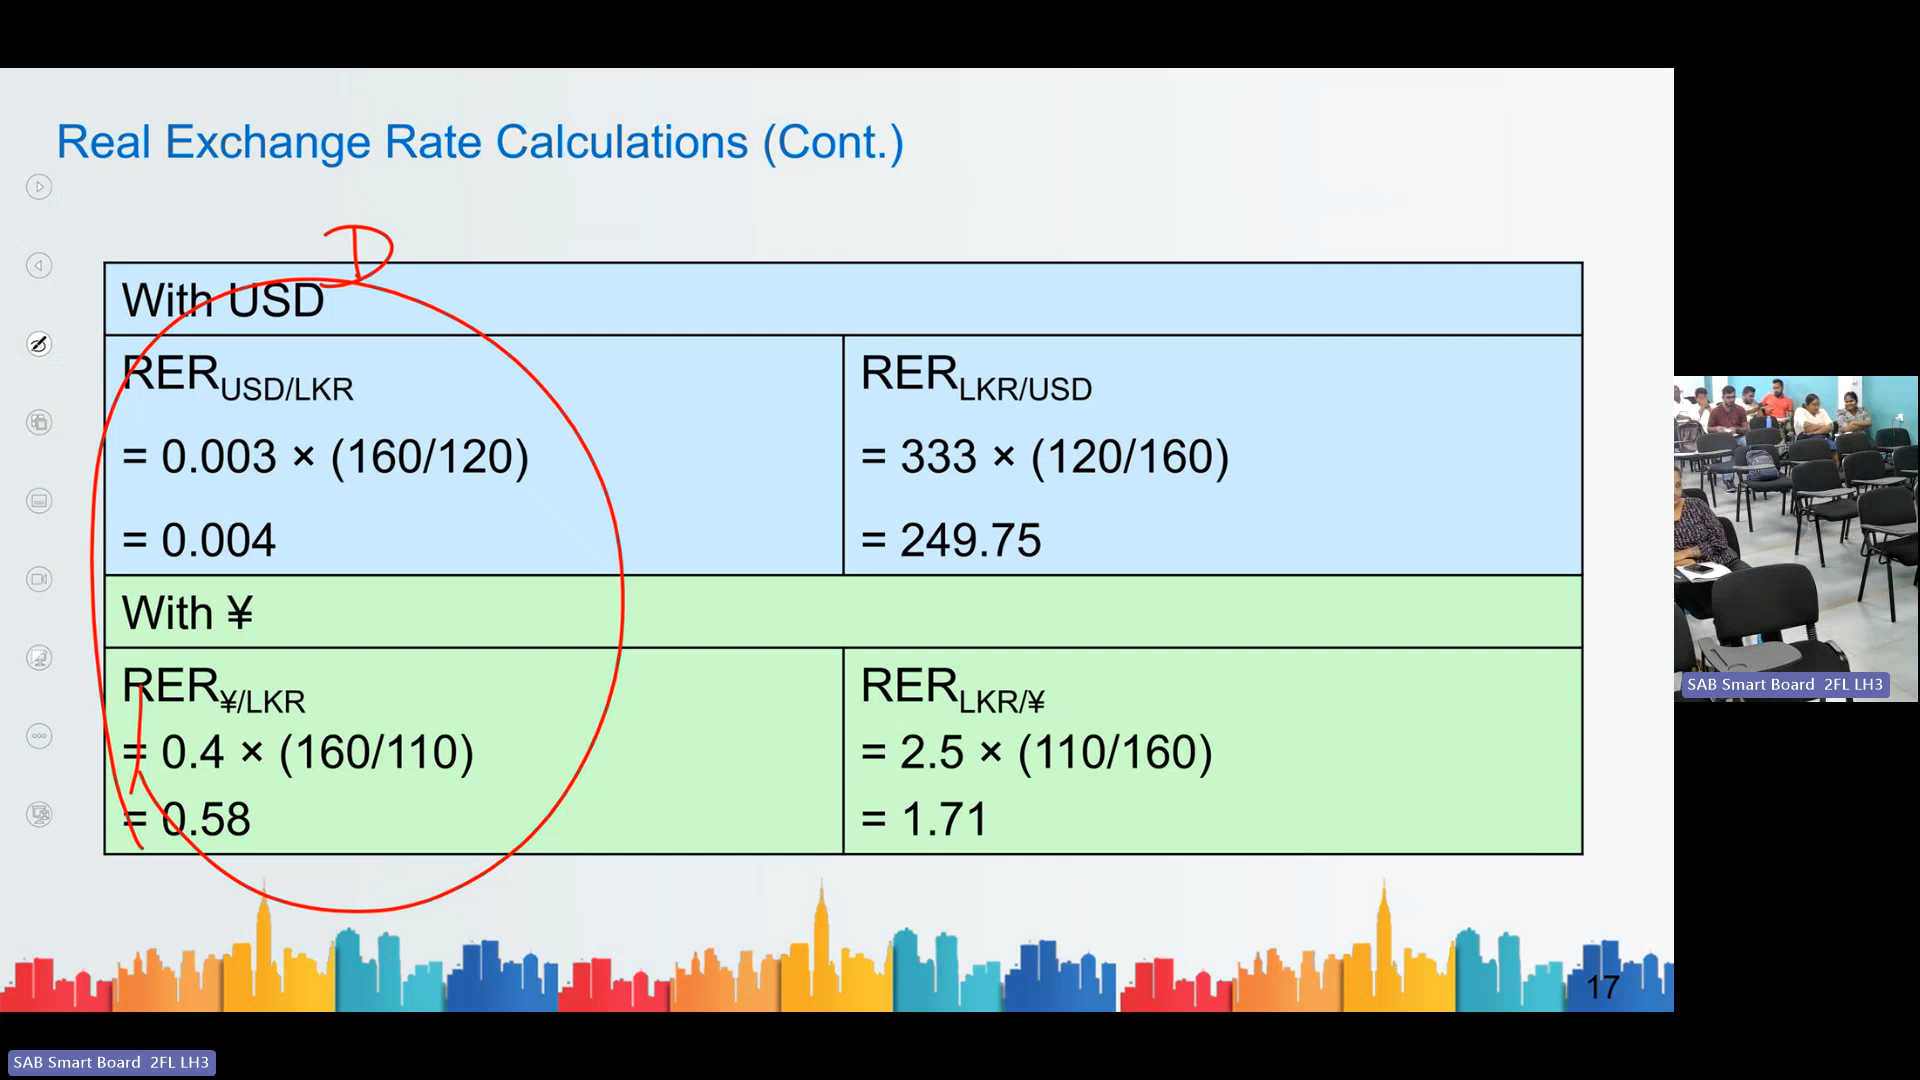 Real Exchange Rate Calculations (Cont.)
D
With USD
RER USD/LKR
= 0.003 × (160/120)
= 0.004
RER LKR/USD
= 333 × (120/160)
= 249.75
With ¥
RER ¥/LKR
= 0.4 × (160/110)
= 0.58
RER LKR/¥
= 2.5 × (110/160)
= 1.71
17
SAB Smart Board 2FL LH3
SAB Smart Board 2FL LH3